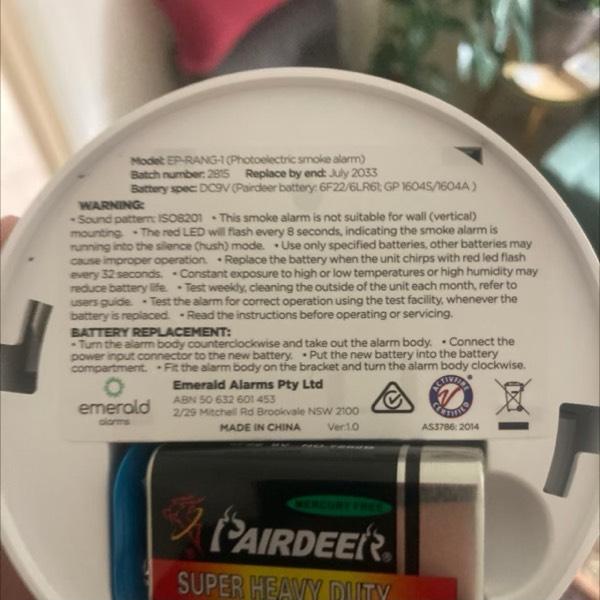 Model: EP-RANG-1 (Photoelectric smoke alarm)
Batch number: 2815 Replace by end: July 2033
Battery spec: DC9V (Pairdeer battery: 6F22/6LR61; GP 1604S/1604A )
WARNING:
• Sound pattern: ISO8201 • This smoke alarm is not suitable for wall (vertical)
mounting. • The red LED will flash every 8 seconds, indicating the smoke alarm is
running into the silence (hush) mode. • Use only specified batteries, other batteries may
cause improper operation. • Replace the battery when the unit chirps with red led flash
every 32 seconds. • Constant exposure to high or low temperatures or high humidity may
reduce battery life. • Test weekly, cleaning the outside of the unit each month, refer to
users guide. • Test the alarm for correct operation using the test facility, whenever the
battery is replaced. • Read the instructions before operating or servicing.
BATTERY REPLACEMENT:
• Turn the alarm body counterclockwise and take out the alarm body. • Connect the
power input connector to the new battery. • Put the new battery into the battery
compartment. • Fit the alarm body on the bracket and turn the alarm body clockwise.
emerald
alarms
Emerald Alarms Pty Ltd
ABN 50 632 601 453
2/29 Mitchell Rd Brookvale NSW 2100
MADE IN CHINA Ver:1.0
ACTIVFIRE
CERTIFIED
AS3786: 2014
MERCURY FREE
PAIRDEER®
SUPER HEAVY DUTY